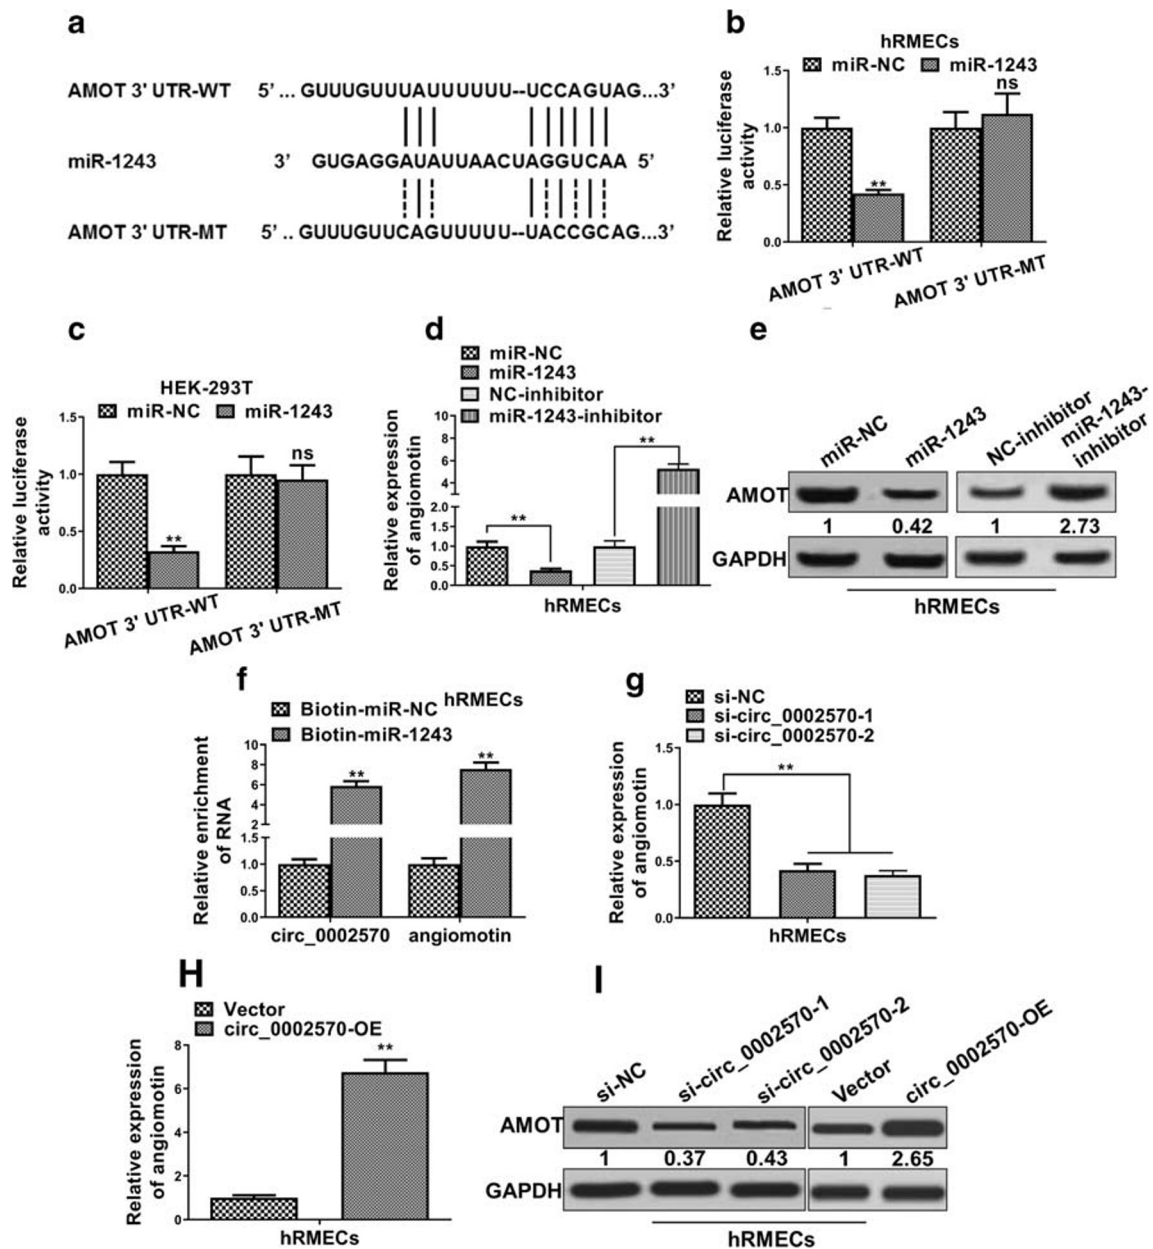 a
AMOT 3' UTR-WT 5' ... GUUUGUUUAUUUUUU--UCCAGUAG...3'
miR-1243 3' GUGAGGAUAUUAACUAGGUCAA 5'
AMOT 3' UTR-MT 5' .. GUUUGUUCAGUUUUU--UACCGCAG...3'
b
hRMECs
miR-NC miR-1243
Relative luciferase activity
1.5
1.0
0.5
0.0
**
ns
AMOT 3' UTR-WT
AMOT 3' UTR-MT
c
HEK-293T
miR-NC miR-1243
Relative luciferase activity
1.5
1.0
0.5
0.0
**
ns
AMOT 3' UTR-WT
AMOT 3' UTR-MT
d
miR-NC
miR-1243
NC-inhibitor
miR-1243-inhibitor
Relative expression of angiomotin
10
8
6
4
2.0
1.5
1.0
0.5
0.0
**
**
hRMECs
e
miR-NC
miR-1243
NC-inhibitor
miR-1243-
inhibitor
AMOT
1 0.42 1 2.73
GAPDH
hRMECs
f
hRMECs
Biotin-miR-NC
Biotin-miR-1243
Relative enrichment of RNA
10
8
6
4
2
1.5
1.0
0.5
0.0
**
**
circ_0002570 angiomotin
g
si-NC
si-circ_0002570-1
si-circ_0002570-2
Relative expression of angiomotin
1.5
1.0
0.5
0.0
**
hRMECs
H
Vector
circ_0002570-OE
Relative expression of angiomotin
8
6
4
2
0
**
hRMECs
I
si-NC
si-circ_0002570-1
si-circ_0002570-2
Vector
circ_0002570-OE
AMOT
1 0.37 0.43 1 2.65
GAPDH
hRMECs